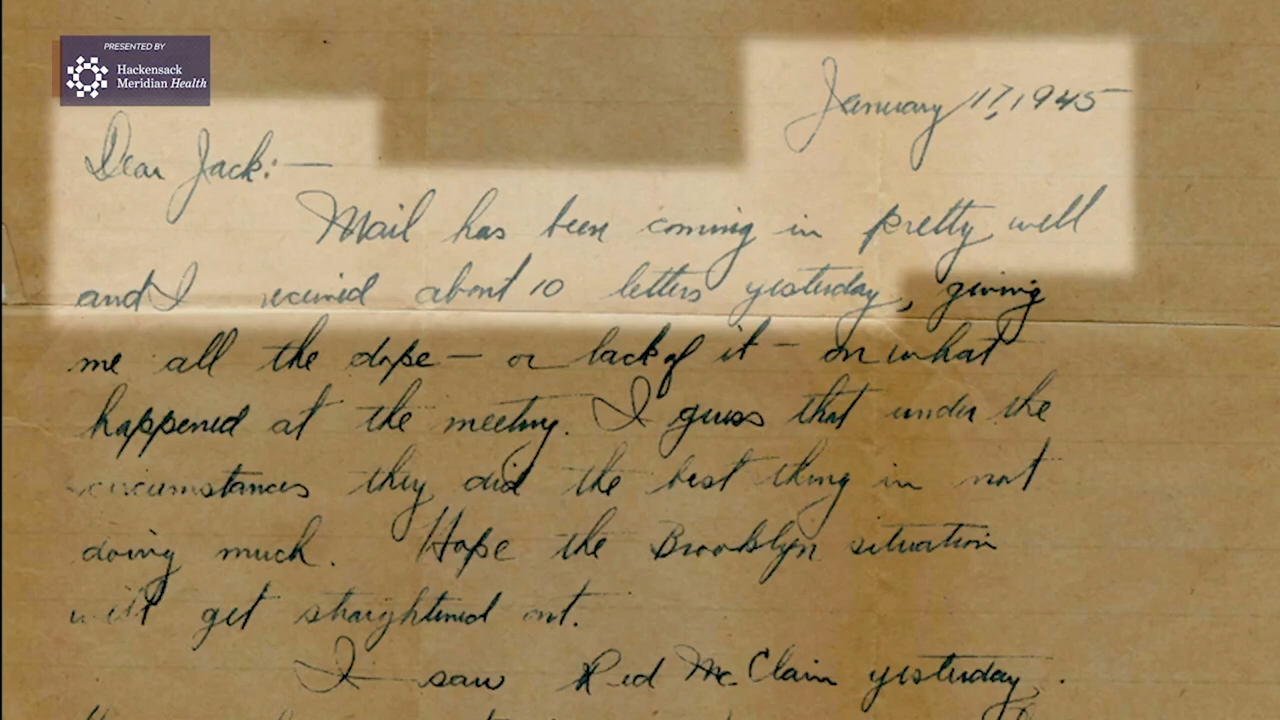 PRESENTED BY
Hackensack
Meridian Health
January 17, 1945
Dear Jack:—
Mail has been coming in pretty well
and I received about 10 letters yesterday, giving
me all the dope — or lack of it — on what
happened at the meeting. I guess that under the
circumstances they did the best thing in not
doing much. Hope the Brooklyn situation
will get straightened out.
I saw Red McClain yesterday.